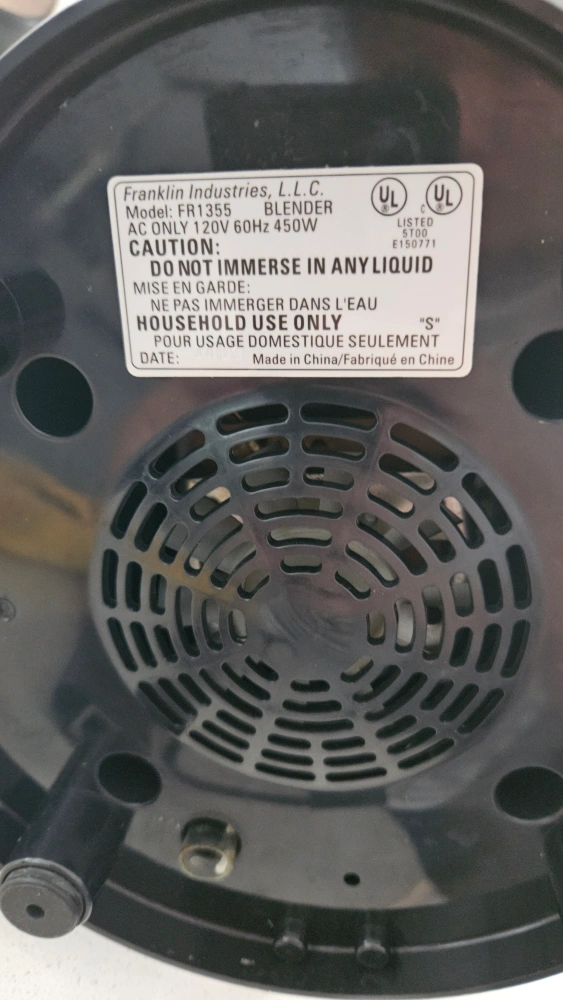 Franklin Industries, L.L.C.
Model: FR1355 BLENDER
AC ONLY 120V 60Hz 450W
UL C UL
LISTED
5T00
E150771
CAUTION:
DO NOT IMMERSE IN ANY LIQUID
MISE EN GARDE:
NE PAS IMMERGER DANS L'EAU
HOUSEHOLD USE ONLY "S"
POUR USAGE DOMESTIQUE SEULEMENT
DATE: Made in China/Fabriqué en Chine